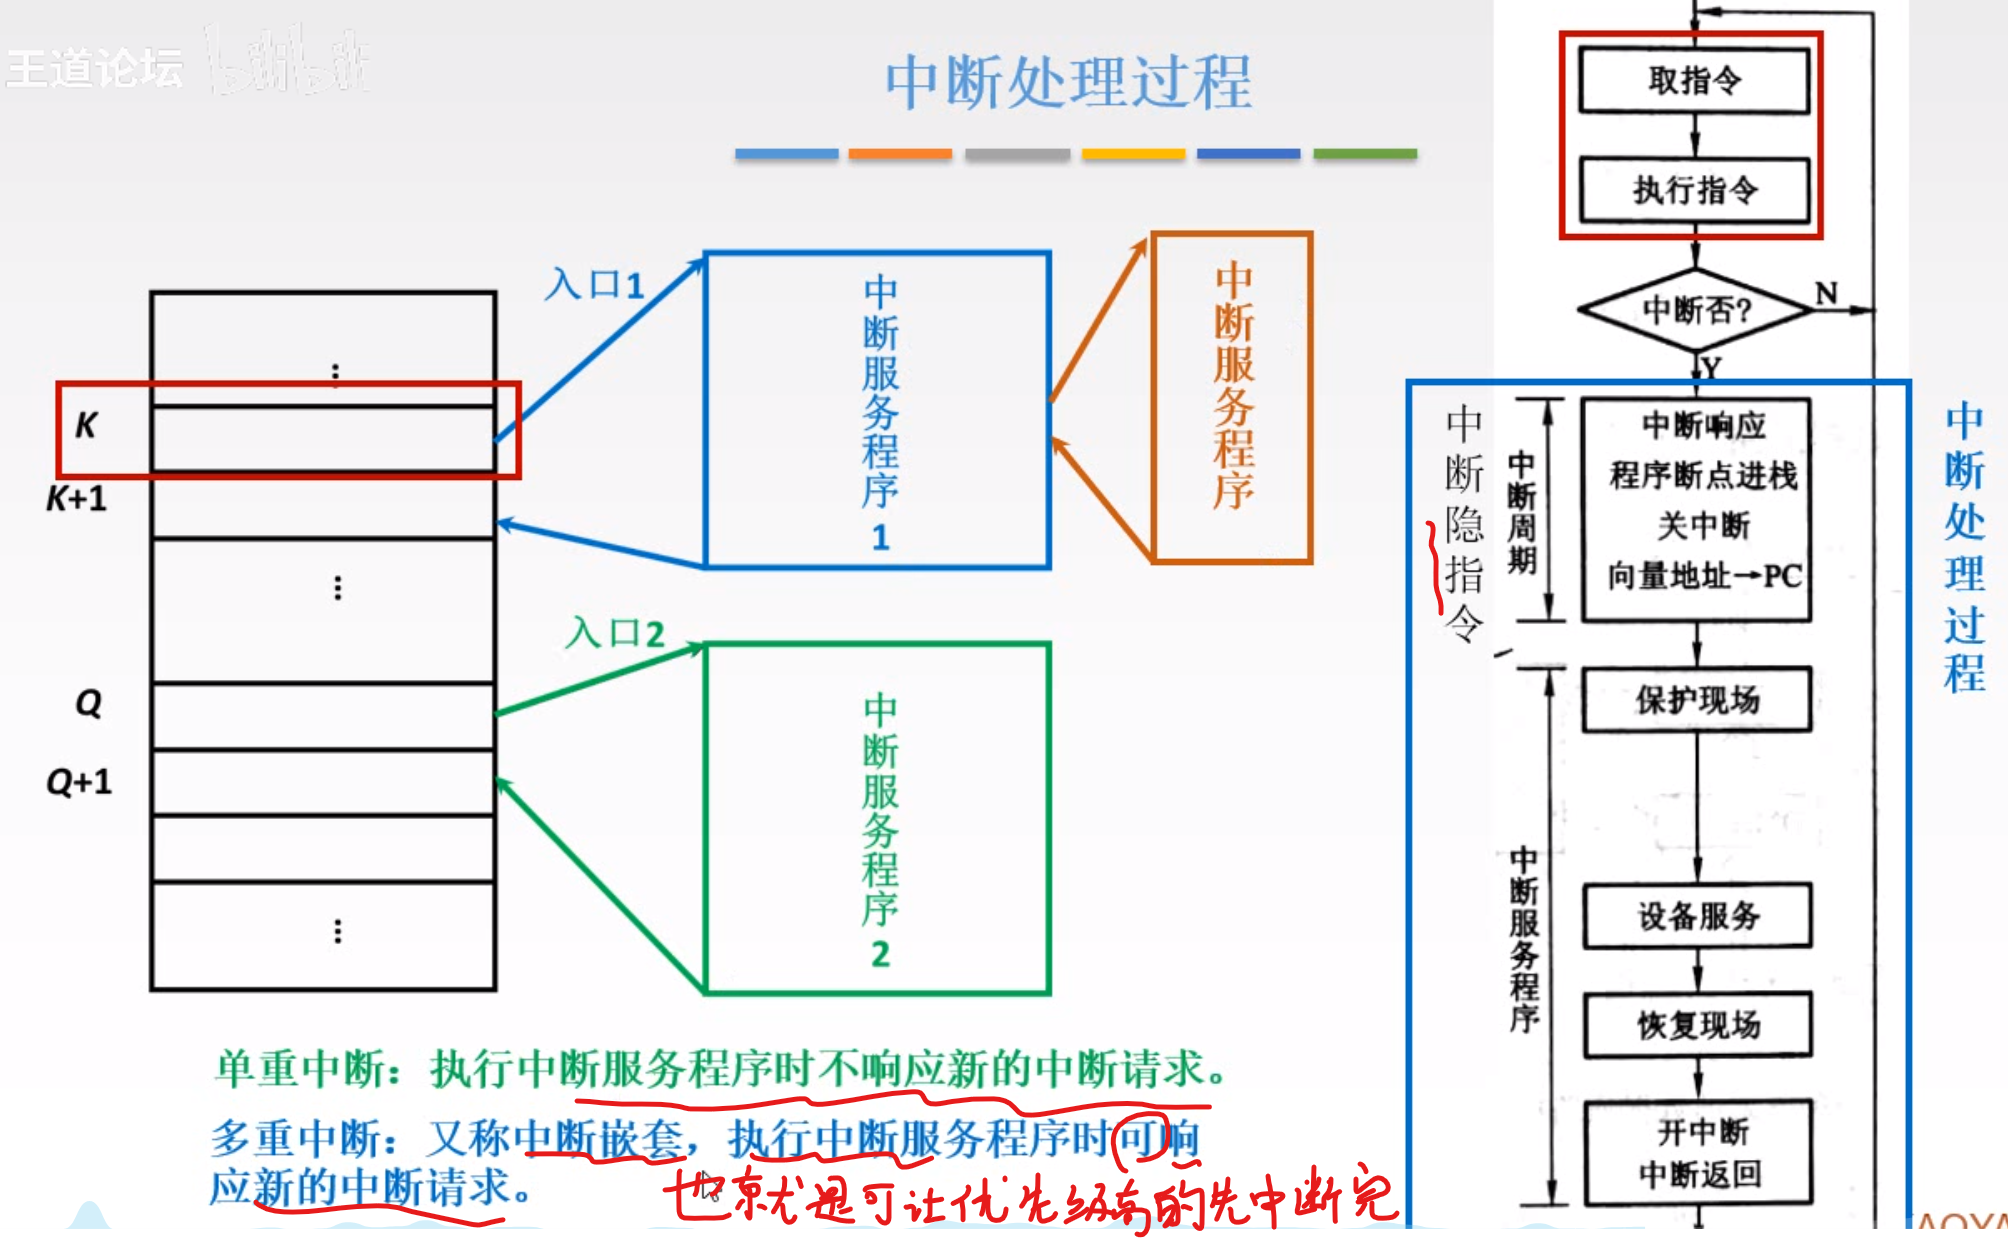 王道论坛 bilibili
中断处理过程
K
K+1
Q
Q+1
入口1
中断服务程序1
中断服务程序
入口2
中断服务程序2
单重中断：执行中断服务程序时不响应新的中断请求。
多重中断：又称中断嵌套，执行中断服务程序时可响
应新的中断请求。
也就是可让优先级高的先中断完
取指令
执行指令
中断否?
N
Y
中断隐指令
中断周期
中断响应
程序断点进栈
关中断
向量地址→PC
中断处理过程
中断服务程序
保护现场
设备服务
恢复现场
开中断
中断返回